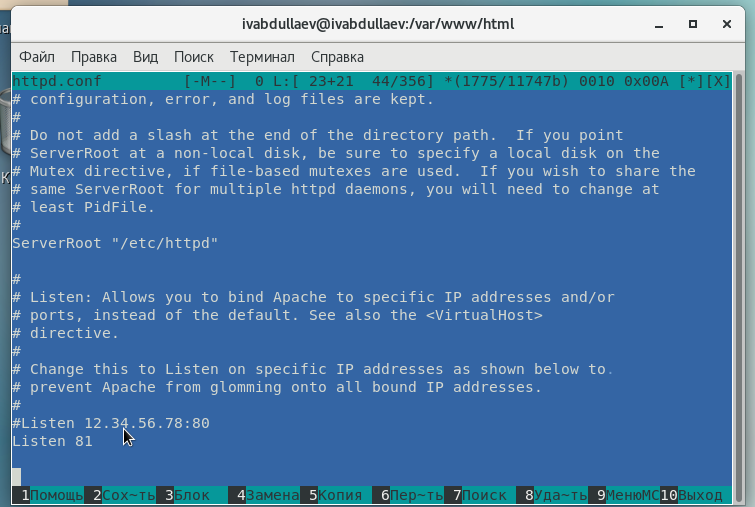 ivabdullaev@ivabdullaev:/var/www/html
Файл Правка Вид Поиск Терминал Справка
httpd.conf [-M--] 0 L:[ 23+21 44/356] *(1775/11747b) 0010 0x00A [*][X]
# configuration, error, and log files are kept.
#
# Do not add a slash at the end of the directory path.  If you point
# ServerRoot at a non-local disk, be sure to specify a local disk on the
# Mutex directive, if file-based mutexes are used.  If you wish to share the
# same ServerRoot for multiple httpd daemons, you will need to change at
# least PidFile.
#
ServerRoot "/etc/httpd"
#
# Listen: Allows you to bind Apache to specific IP addresses and/or
# ports, instead of the default. See also the <VirtualHost>
# directive.
#
# Change this to Listen on specific IP addresses as shown below to.
# prevent Apache from glomming onto all bound IP addresses.
#
#Listen 12.34.56.78:80
Listen 81
1Помощь 2Сох~ть 3Блок 4Замена 5Копия 6Пер~ть 7Поиск 8Уда~ть 9МенюMC 10Выход